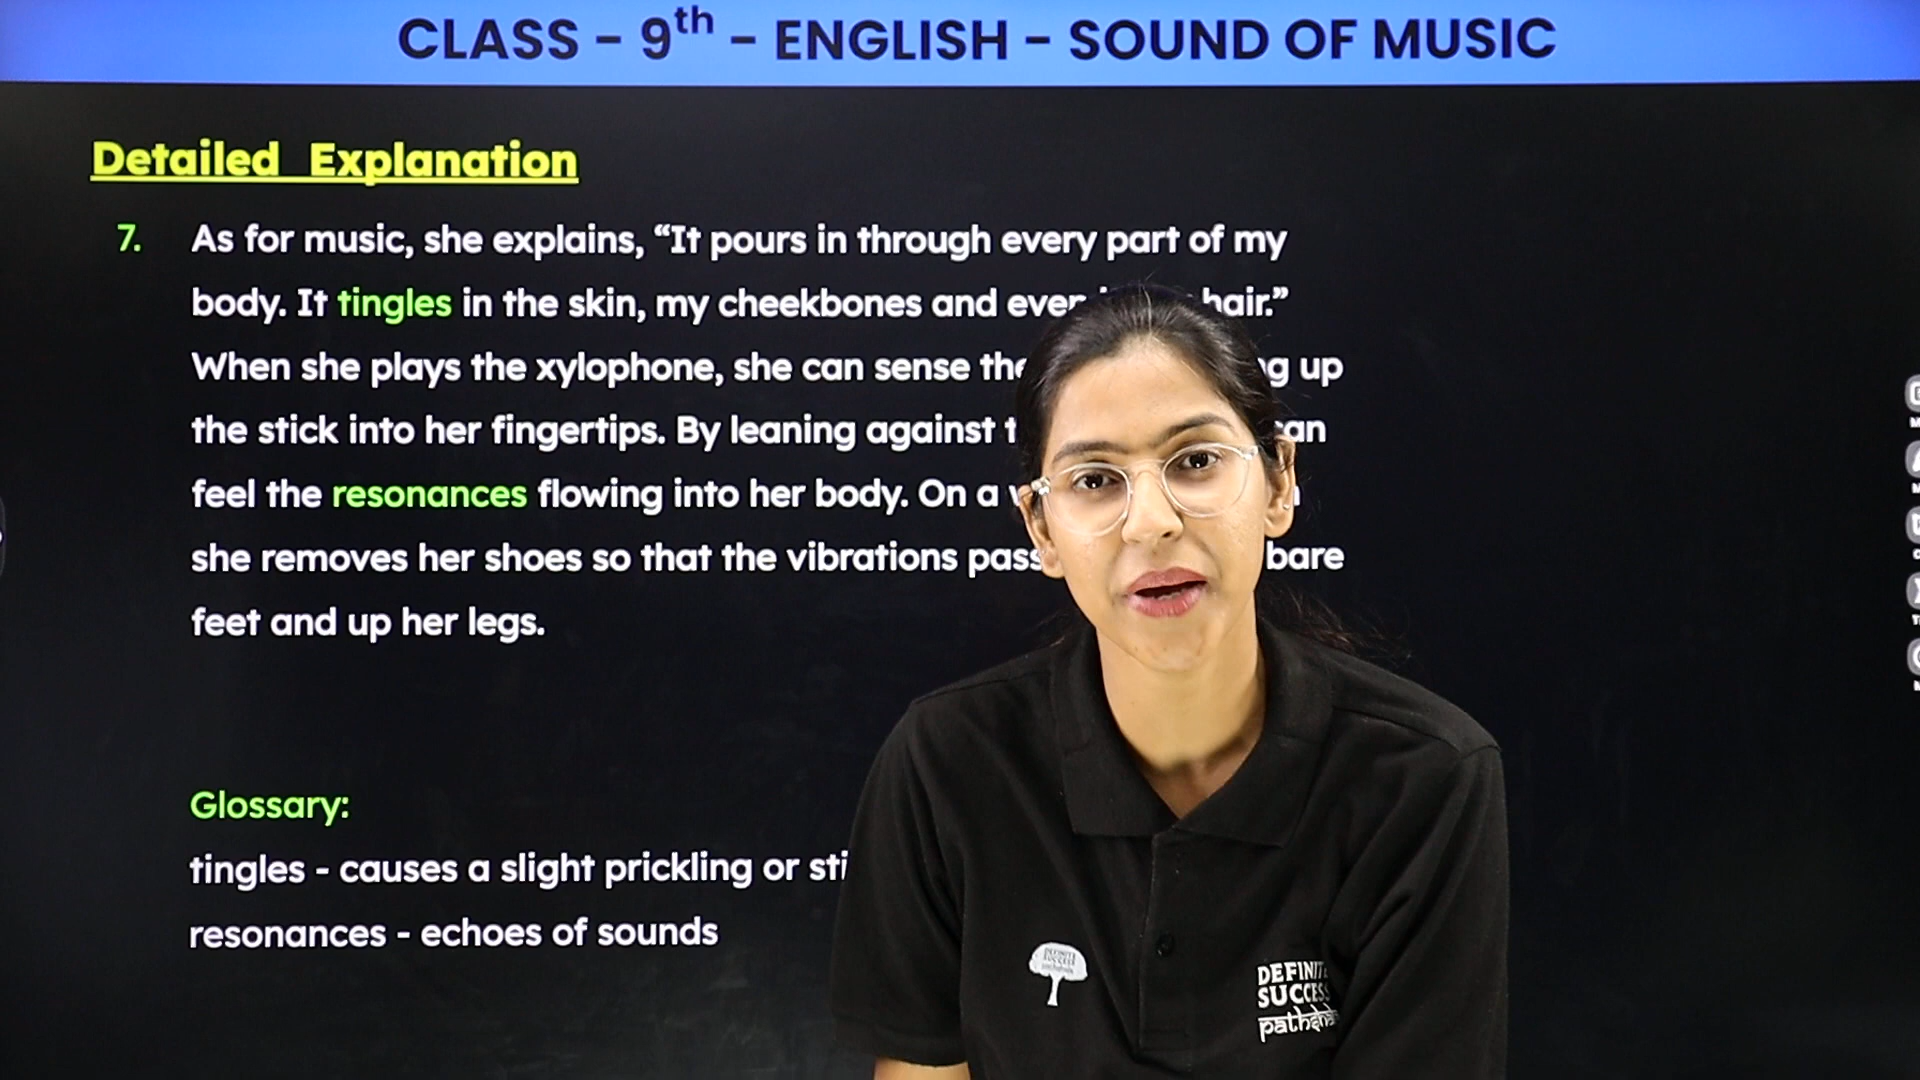 CLASS - 9th - ENGLISH - SOUND OF MUSIC
Detailed Explanation
7. As for music, she explains, “It pours in through every part of my
body. It tingles in the skin, my cheekbones and even hair.”
When she plays the xylophone, she can sense the up
the stick into her fingertips. By leaning against can
feel the resonances flowing into her body. On a
she removes her shoes so that the vibrations pass bare
feet and up her legs.
Glossary:
tingles - causes a slight prickling or
resonances - echoes of sounds
DEFINITE
SUCCESS
DEFINITE
SUCCESS